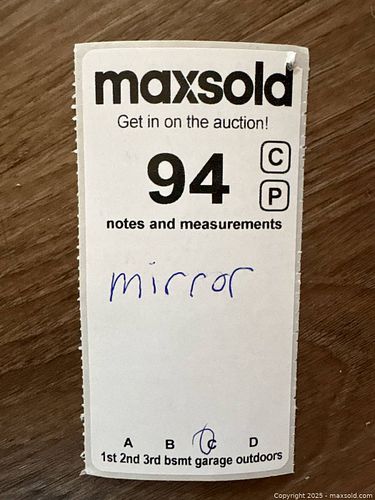 maxsold
Get in on the auction!
94
C
P
notes and measurements
mirror
A B C D
1st 2nd 3rd bsmt garage outdoors
Copyright 2025 - maxsold.com